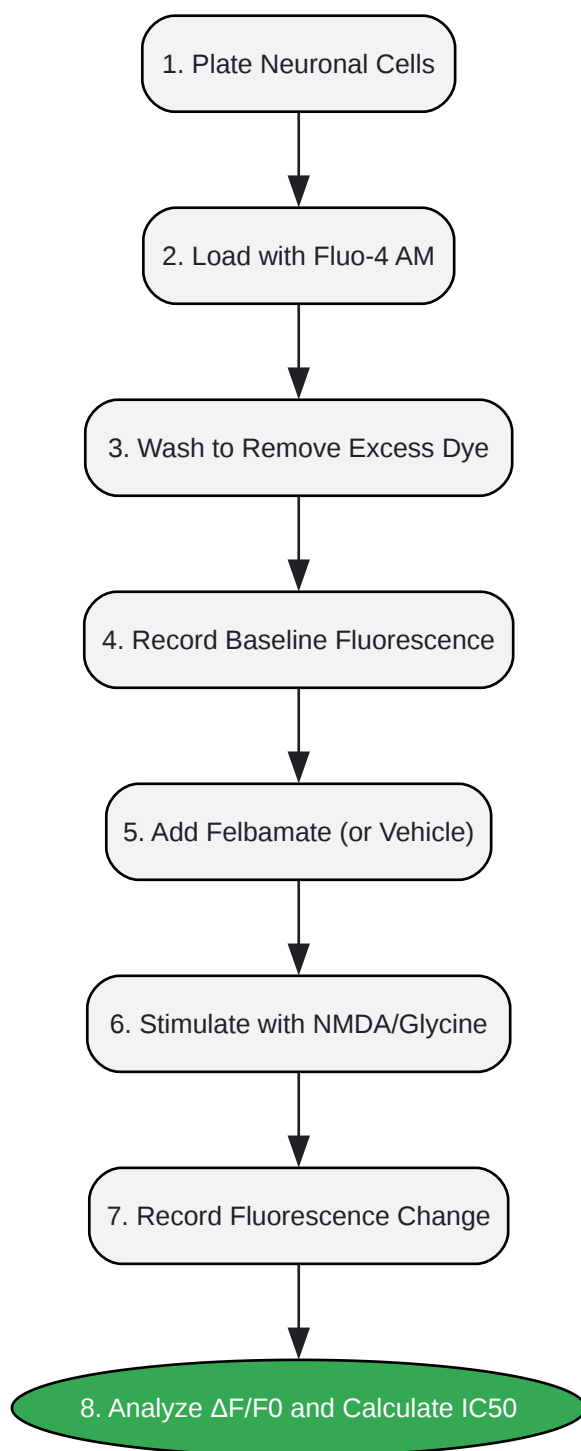 1. Plate Neuronal Cells
2. Load with Fluo-4 AM
3. Wash to Remove Excess Dye
4. Record Baseline Fluorescence
5. Add Felbamate (or Vehicle)
6. Stimulate with NMDA/Glycine
7. Record Fluorescence Change
8. Analyze ΔF/F0 and Calculate IC50